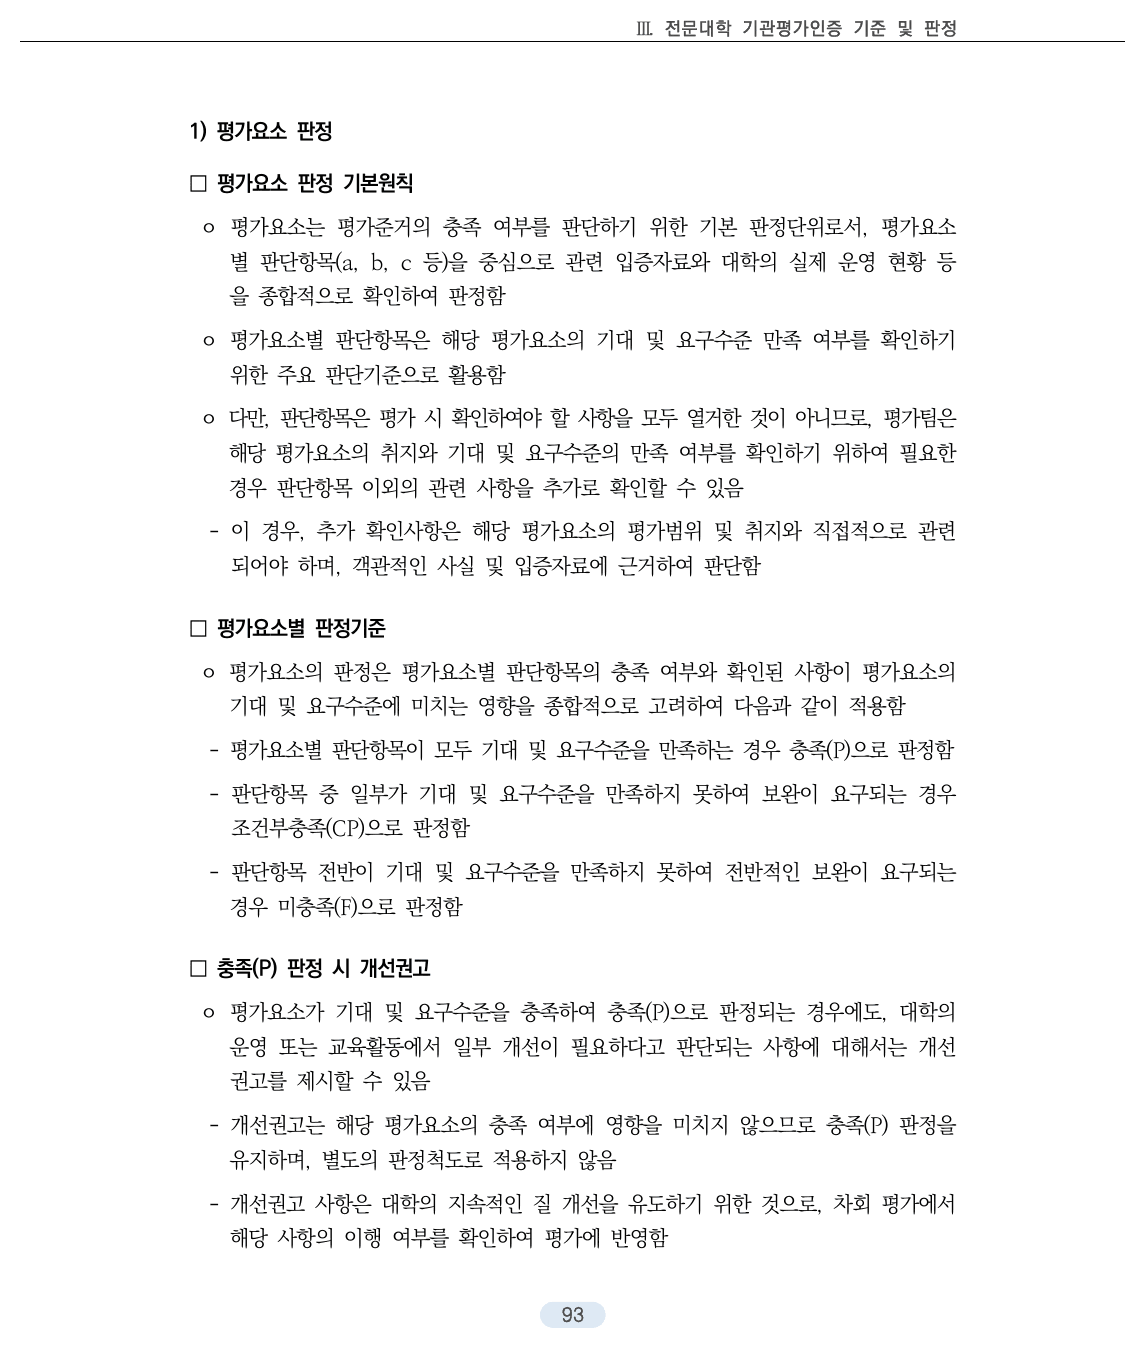 Ⅲ. 전문대학 기관평가인증 기준 및 판정
1) 평가요소 판정
□ 평가요소 판정 기본원칙
ㅇ 평가요소는 평가준거의 충족 여부를 판단하기 위한 기본 판정단위로서, 평가요소
별 판단항목(a, b, c 등)을 중심으로 관련 입증자료와 대학의 실제 운영 현황 등
을 종합적으로 확인하여 판정함
ㅇ 평가요소별 판단항목은 해당 평가요소의 기대 및 요구수준 만족 여부를 확인하기
위한 주요 판단기준으로 활용함
ㅇ 다만, 판단항목은 평가 시 확인하여야 할 사항을 모두 열거한 것이 아니므로, 평가팀은
해당 평가요소의 취지와 기대 및 요구수준의 만족 여부를 확인하기 위하여 필요한
경우 판단항목 이외의 관련 사항을 추가로 확인할 수 있음
- 이 경우, 추가 확인사항은 해당 평가요소의 평가범위 및 취지와 직접적으로 관련
되어야 하며, 객관적인 사실 및 입증자료에 근거하여 판단함
□ 평가요소별 판정기준
ㅇ 평가요소의 판정은 평가요소별 판단항목의 충족 여부와 확인된 사항이 평가요소의
기대 및 요구수준에 미치는 영향을 종합적으로 고려하여 다음과 같이 적용함
- 평가요소별 판단항목이 모두 기대 및 요구수준을 만족하는 경우 충족(P)으로 판정함
- 판단항목 중 일부가 기대 및 요구수준을 만족하지 못하여 보완이 요구되는 경우
조건부충족(CP)으로 판정함
- 판단항목 전반이 기대 및 요구수준을 만족하지 못하여 전반적인 보완이 요구되는
경우 미충족(F)으로 판정함
□ 충족(P) 판정 시 개선권고
ㅇ 평가요소가 기대 및 요구수준을 충족하여 충족(P)으로 판정되는 경우에도, 대학의
운영 또는 교육활동에서 일부 개선이 필요하다고 판단되는 사항에 대해서는 개선
권고를 제시할 수 있음
- 개선권고는 해당 평가요소의 충족 여부에 영향을 미치지 않으므로 충족(P) 판정을
유지하며, 별도의 판정척도로 적용하지 않음
- 개선권고 사항은 대학의 지속적인 질 개선을 유도하기 위한 것으로, 차회 평가에서
해당 사항의 이행 여부를 확인하여 평가에 반영함
93